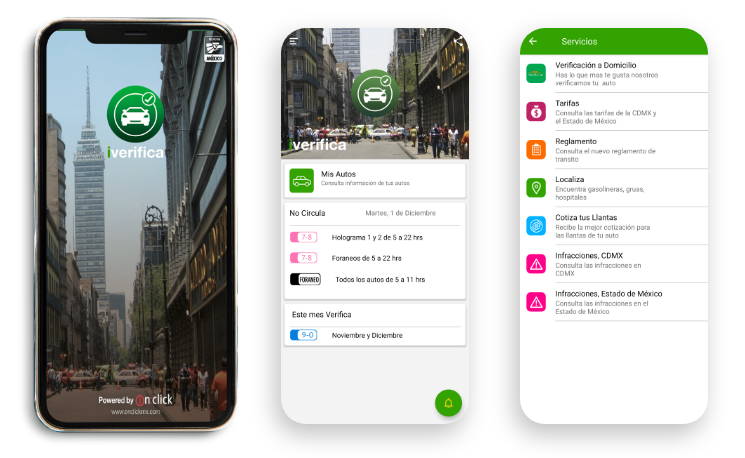 HECHO EN
MÉXICO
iverifica
Powered by On click
www.onclickmx.com
iverifica
Mis Autos
Consulta información de tus autos
No Circula
Martes, 1 de Diciembre
7-8
Holograma 1 y 2 de 5 a 22 hrs
7-8
Foraneos de 5 a 22 hrs
FORANEO
Todos los autos de 5 a 11 hrs
Este mes Verifica
9-0
Noviembre y Diciembre
Servicios
Verificación a Domicilio
Has lo que mas te gusta nosotros
verificamos tu auto
Tarifas
Consulta las tarifas de la CDMX y
el Estado de México
Reglamento
Consulta el nuevo reglamento de
transito
Localiza
Encuentra gasolineras, gruas,
hospitales
Cotiza tus Llantas
Recibe la mejor cotización para
las llantas de tu auto
Infracciones, CDMX
Consulta las infracciones en
CDMX
Infracciones, Estado de México
Consulta las infracciones en el
Estado de México